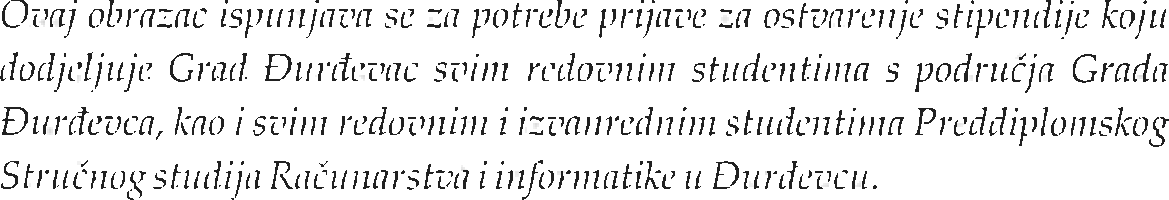 Ovaj obrazac ispunjava se za potrebe prijave za ostvarenje stipendije koju
dodjeljuje Grad Đurđevac svim redovnim studentima s područja Grada
Đurđevca, kao i svim redovnim i izvanrednim studentima Preddiplomskog
Stručnog studija Računarstva i informatike u Đurđevcu.